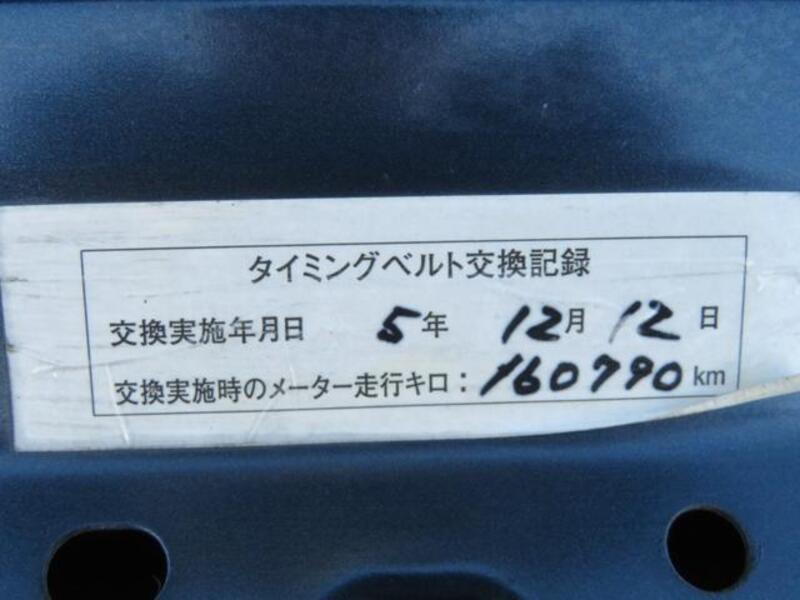 タイミングベルト交換記録
交換実施年月日 5年 12月 12日
交換実施時のメーター走行キロ：160790km